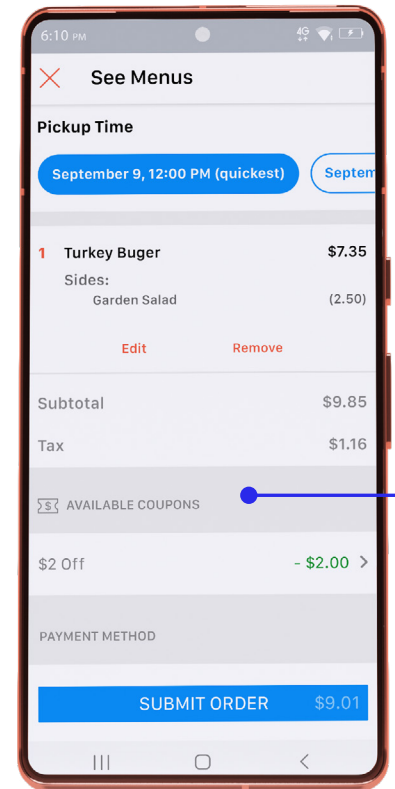 6:10 PM
4G
See Menus
Pickup Time
September 9, 12:00 PM (quickest)
Septem
1 Turkey Buger $7.35
Sides:
Garden Salad (2.50)
Edit Remove
Subtotal $9.85
Tax $1.16
$ AVAILABLE COUPONS
$2 Off - $2.00 >
PAYMENT METHOD
SUBMIT ORDER $9.01